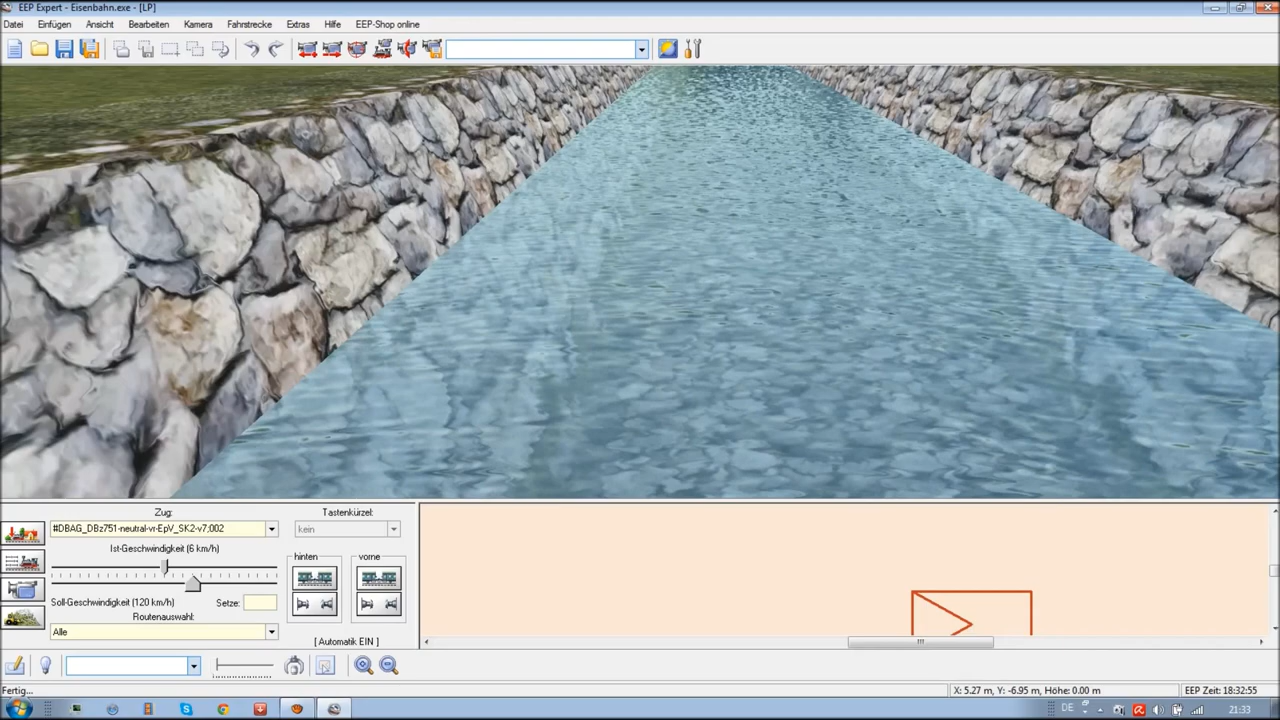 EEP Expert - Eisenbahn.exe - [LP]
Datei Einfügen Ansicht Bearbeiten Kamera Fahrstrecke Extras Hilfe EEP-Shop online
Zug:
Tastenkürzel:
#DBAG_DBz751-neutral-vr-EpV_SK2-v7;002
kein
Ist-Geschwindigkeit (6 km/h)
hinten
vorne
Soll-Geschwindigkeit (120 km/h)
Setze:
Routenauswahl:
Alle
[ Automatik EIN ]
Fertig...
X: 5.27 m, Y: -6.95 m, Höhe: 0.00 m
EEP Zeit: 18:32:55
DE
21:33